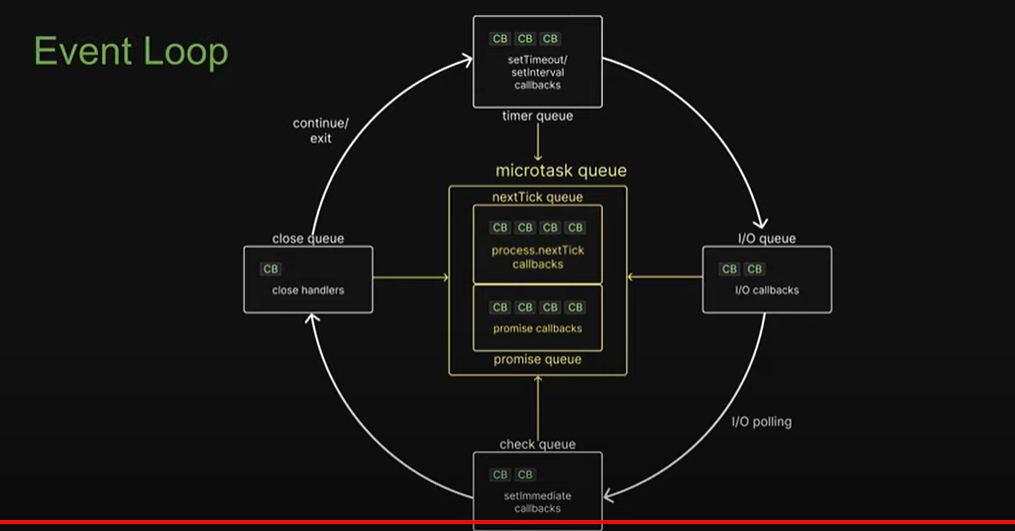 Event Loop
CB CB CB
setTimeout/
setInterval
callbacks
timer queue
continue/
exit
microtask queue
nextTick queue
CB CB CB CB
process.nextTick
callbacks
CB CB CB CB
promise callbacks
promise queue
close queue
CB
close handlers
I/O queue
CB CB
I/O callbacks
I/O polling
check queue
CB CB
setImmediate
callbacks